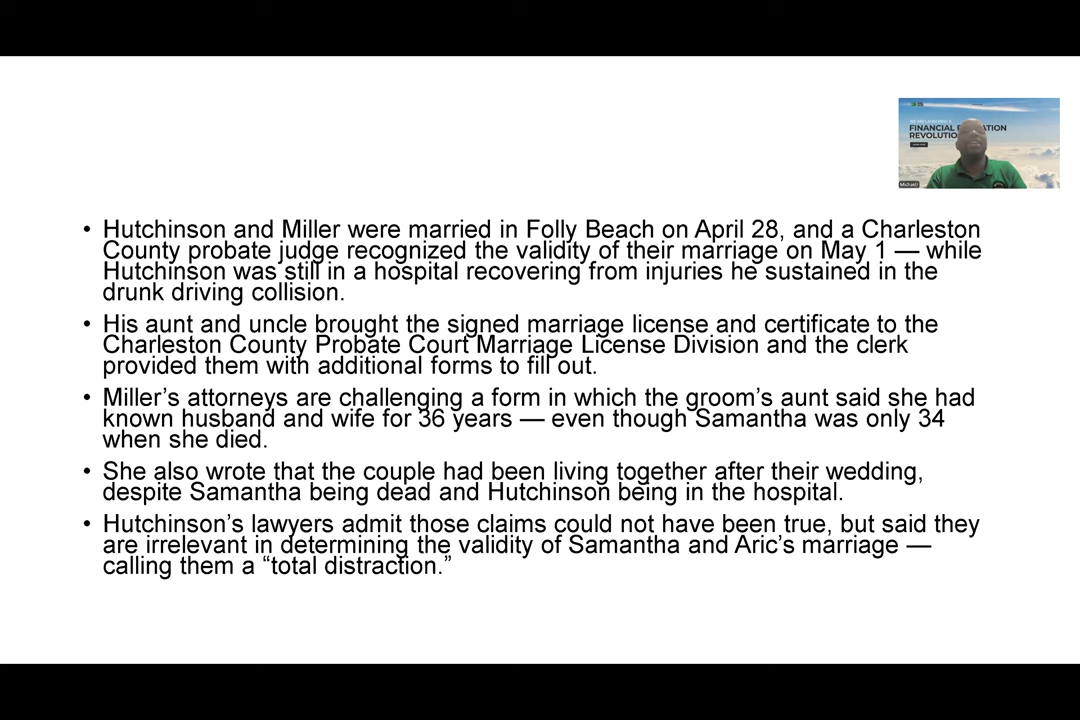 WE ARE LAUNCHING A
FINANCIAL
REVOLUTIO
Michael
• Hutchinson and Miller were married in Folly Beach on April 28, and a Charleston
County probate judge recognized the validity of their marriage on May 1 — while
Hutchinson was still in a hospital recovering from injuries he sustained in the
drunk driving collision.
• His aunt and uncle brought the signed marriage license and certificate to the
Charleston County Probate Court Marriage License Division and the clerk
provided them with additional forms to fill out.
• Miller’s attorneys are challenging a form in which the groom’s aunt said she had
known husband and wife for 36 years — even though Samantha was only 34
when she died.
• She also wrote that the couple had been living together after their wedding,
despite Samantha being dead and Hutchinson being in the hospital.
• Hutchinson’s lawyers admit those claims could not have been true, but said they
are irrelevant in determining the validity of Samantha and Aric’s marriage —
calling them a “total distraction.”